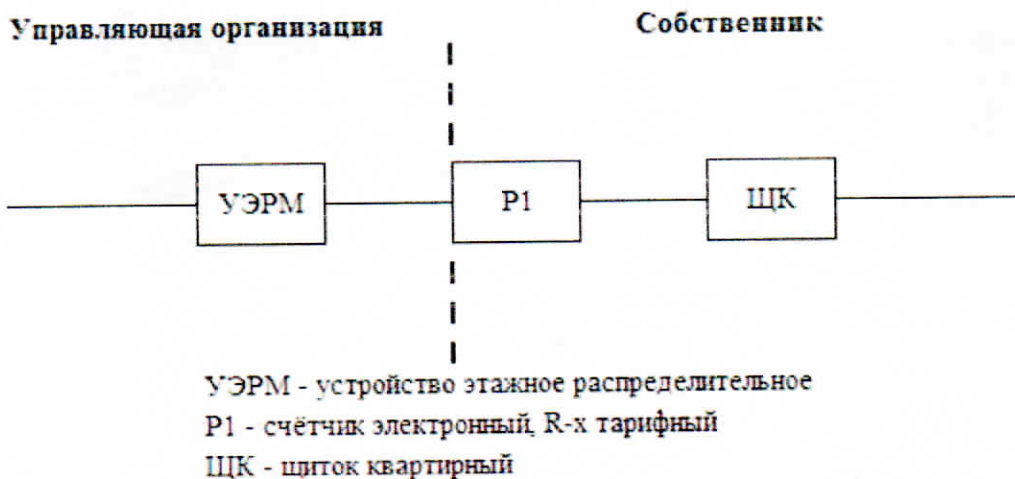 Управляющая организация
Собственник
УЭРМ
Р1
ЩК
УЭРМ - устройство этажное распределительное
Р1 - счётчик электронный, R-х тарифный
ЩК - щиток квартирный